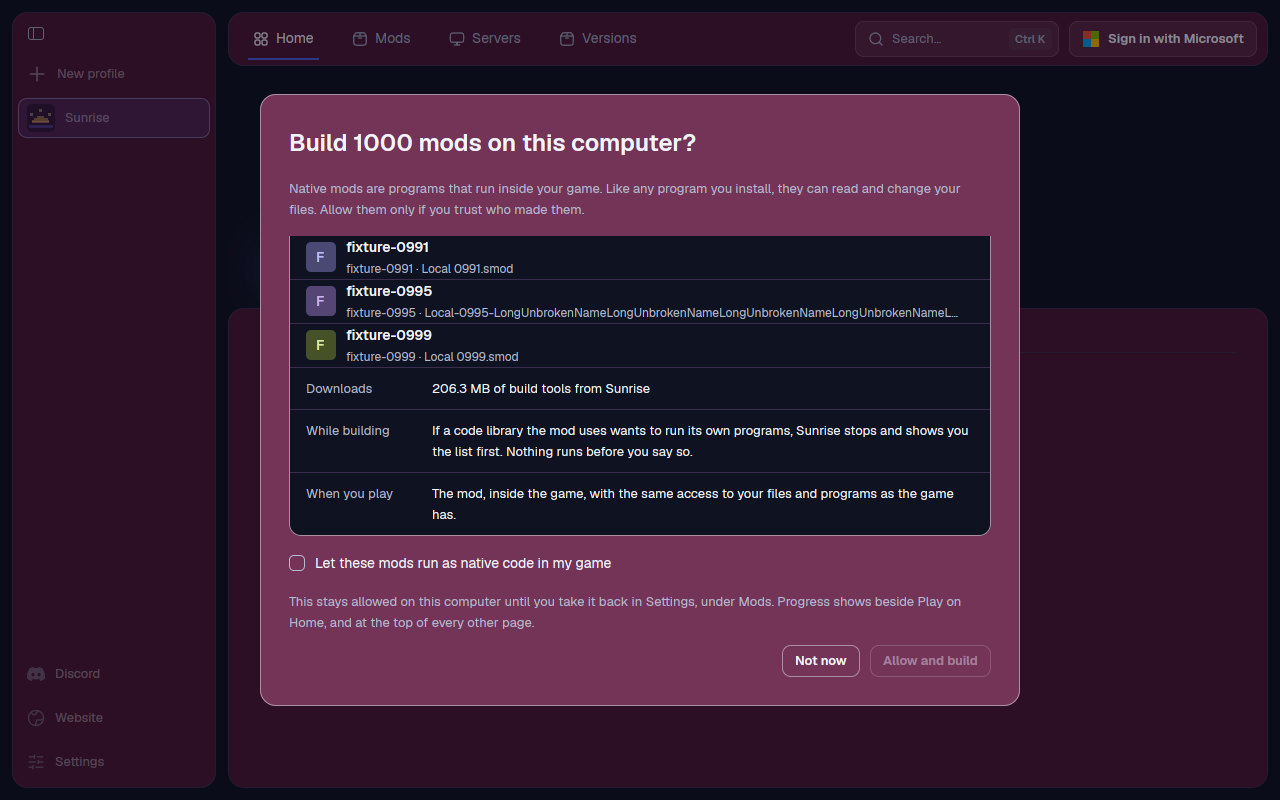 Home
Mods
Servers
Versions
Search...
Ctrl K
Sign in with Microsoft
New profile
Sunrise
Build 1000 mods on this computer?
Native mods are programs that run inside your game. Like any program you install, they can read and change your
files. Allow them only if you trust who made them.
F
fixture-0991
fixture-0991 · Local 0991.smod
F
fixture-0995
fixture-0995 · Local-0995-LongUnbrokenNameLongUnbrokenNameLongUnbrokenNameLongUnbrokenNameL...
F
fixture-0999
fixture-0999 · Local 0999.smod
Downloads
206.3 MB of build tools from Sunrise
While building
If a code library the mod uses wants to run its own programs, Sunrise stops and shows you
the list first. Nothing runs before you say so.
When you play
The mod, inside the game, with the same access to your files and programs as the game
has.
Let these mods run as native code in my game
This stays allowed on this computer until you take it back in Settings, under Mods. Progress shows beside Play on
Home, and at the top of every other page.
Not now
Allow and build
Discord
Website
Settings